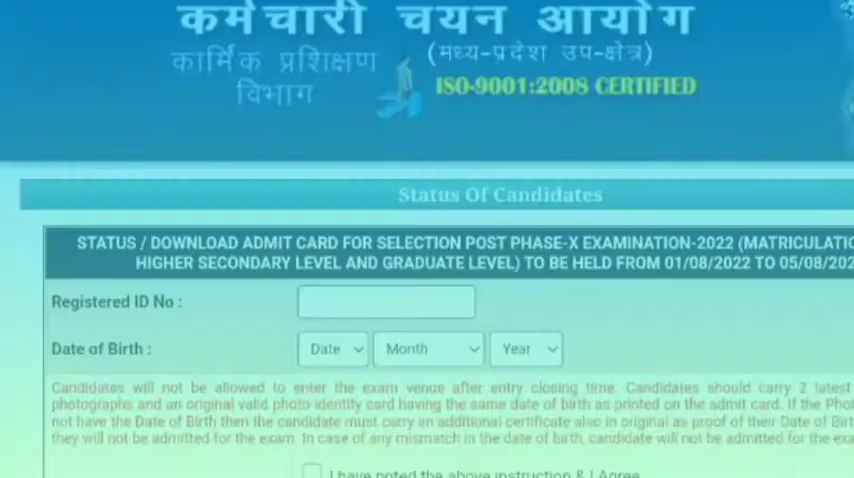 कर्मचारी चयन आयोग
कार्मिक प्रशिक्षण
विभाग
(मध्य-प्रदेश उप-क्षेत्र)
ISO-9001:2008 CERTIFIED
Status Of Candidates
STATUS / DOWNLOAD ADMIT CARD FOR SELECTION POST PHASE-X EXAMINATION-2022 (MATRICULATIO
HIGHER SECONDARY LEVEL AND GRADUATE LEVEL) TO BE HELD FROM 01/08/2022 TO 05/08/202
Registered ID No :
Date of Birth : Date Month Year
Candidates will not be allowed to enter the exam venue after entry closing time. Candidates should carry 2 latest
photographs and an original valid photo identity card having the same date of birth as printed on the admit card. If the Phot
not have the Date of Birth then the candidate must carry an additional certificate also in original as proof of their Date of Birt
they will not be admitted for the exam. In case of any mismatch in the date of birth, candidate will not be admitted for the exa
I have noted the above instruction & I Agree